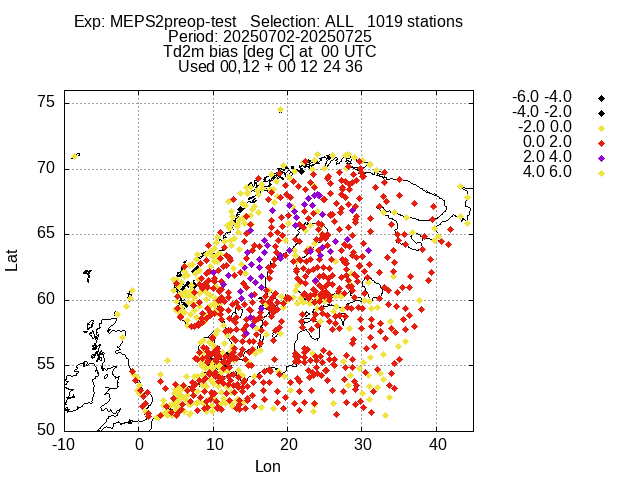 Exp: MEPS2preop-test   Selection: ALL   1019 stations
Period: 20250702-20250725
Td2m bias [deg C] at  00 UTC
Used 00,12 + 00 12 24 36
-6.0 -4.0
-4.0 -2.0
-2.0 0.0
0.0 2.0
2.0 4.0
4.0 6.0
75
70
65
60
55
50
Lat
-10 0 10 20 30 40
Lon